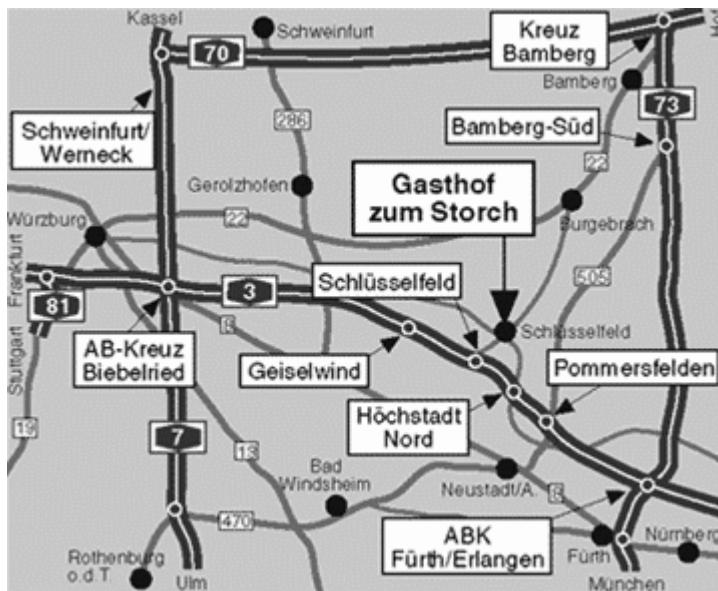 Kassel
Schweinfurt
Kreuz
Bamberg
70
Bamberg
73
Schweinfurt/
Werneck
286
Bamberg-Süd
22
Gerolzhofen
Gasthof
zum Storch
Würzburg
22
Burgebrach
Frankfurt
Schlüsselfeld
505
81
3
8
Stuttgart
AB-Kreuz
Biebelried
Geiselwind
Schlüsselfeld
Pommersfelden
Höchstadt
Nord
19
7
13
Bad
Windsheim
Neustadt/A.
8
470
ABK
Fürth/Erlangen
Rothenburg
o.d.T.
Ulm
Fürth
Nürnberg
München